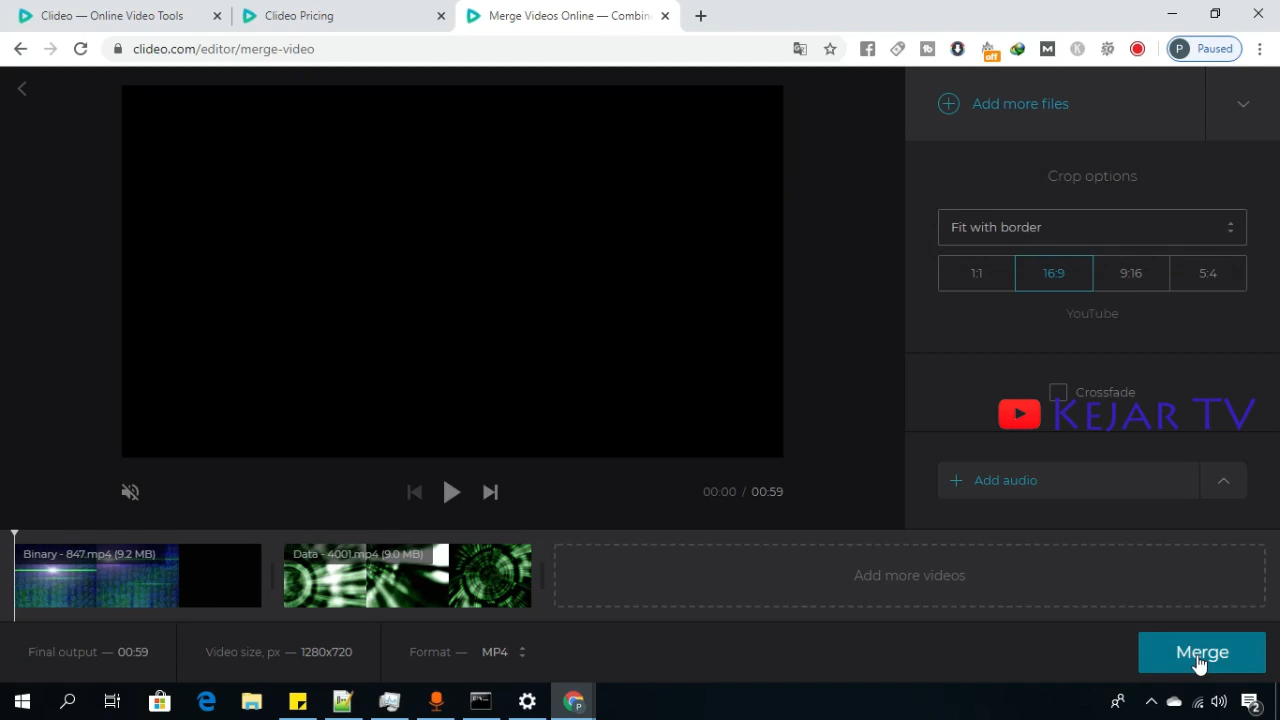 Clideo — Online Video Tools
Clideo Pricing
Merge Videos Online — Combin
clideo.com/editor/merge-video
off
P Paused
Add more files
Crop options
Fit with border
1:1 16:9 9:16 5:4
YouTube
Crossfade
KEJAR TV
Add audio
00:00 / 00:59
Binary - 847.mp4 (9.2 MB)
Data - 4001.mp4 (9.0 MB)
Add more videos
Final output — 00:59
Video size, px — 1280x720
Format — MP4
Merge
P
2